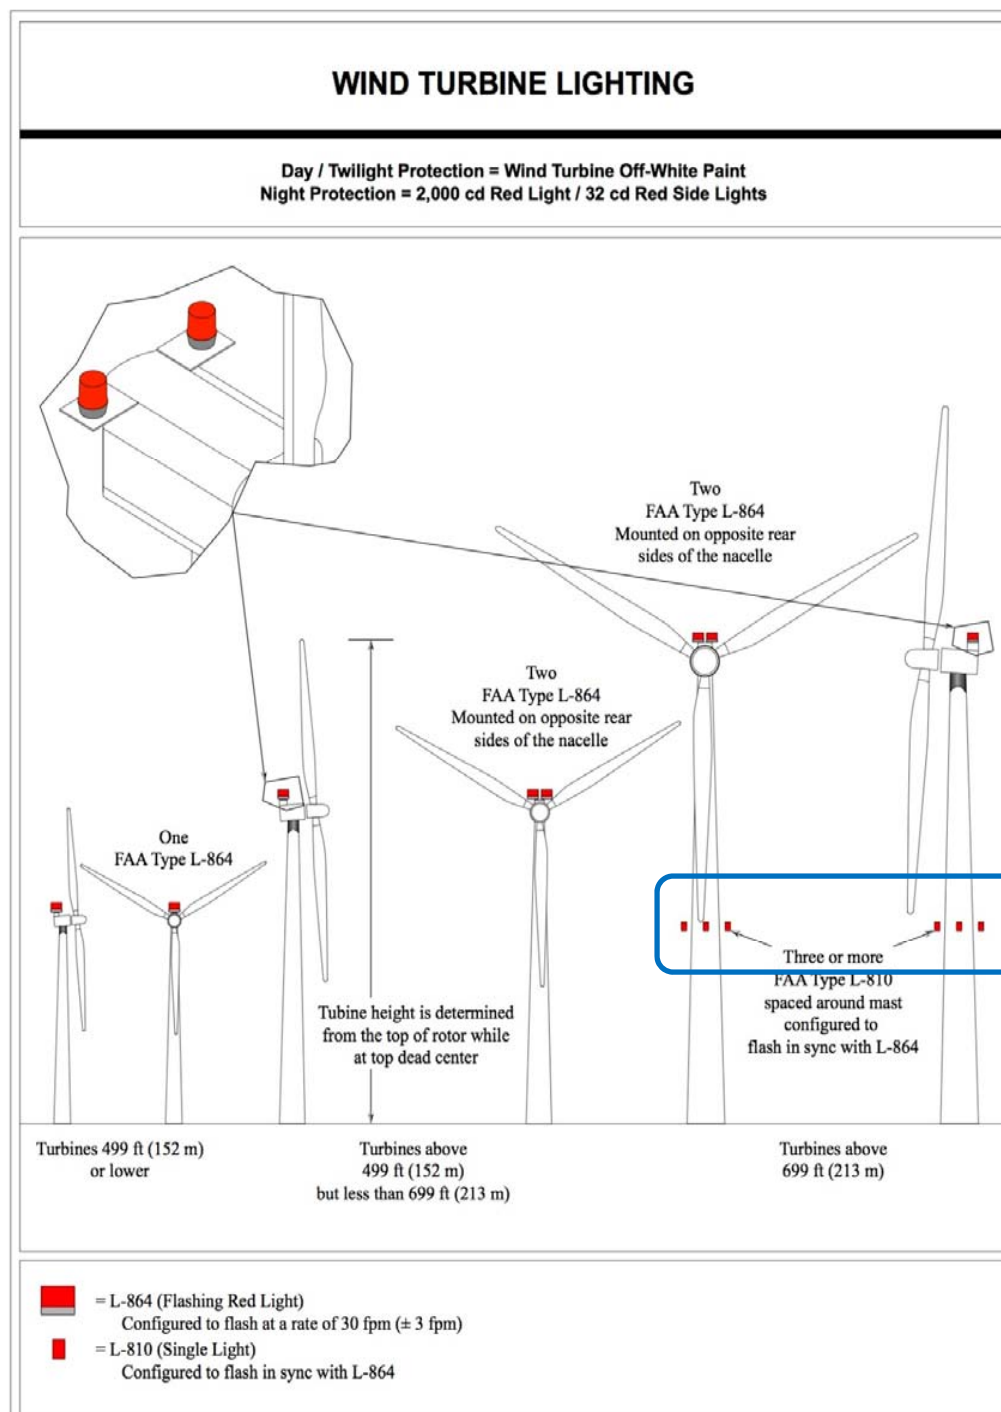 WIND TURBINE LIGHTING
Day / Twilight Protection = Wind Turbine Off-White Paint
Night Protection = 2,000 cd Red Light / 32 cd Red Side Lights
Two
FAA Type L-864
Mounted on opposite rear
sides of the nacelle
Two
FAA Type L-864
Mounted on opposite rear
sides of the nacelle
One
FAA Type L-864
Tubine height is determined
from the top of rotor while
at top dead center
Three or more
FAA Type L-810
spaced around mast
configured to
flash in sync with L-864
Turbines 499 ft (152 m)
or lower
Turbines above
499 ft (152 m)
but less than 699 ft (213 m)
Turbines above
699 ft (213 m)
= L-864 (Flashing Red Light)
Configured to flash at a rate of 30 fpm (± 3 fpm)
= L-810 (Single Light)
Configured to flash in sync with L-864